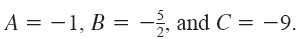 A = −1, B = −5/2, and C = −9.